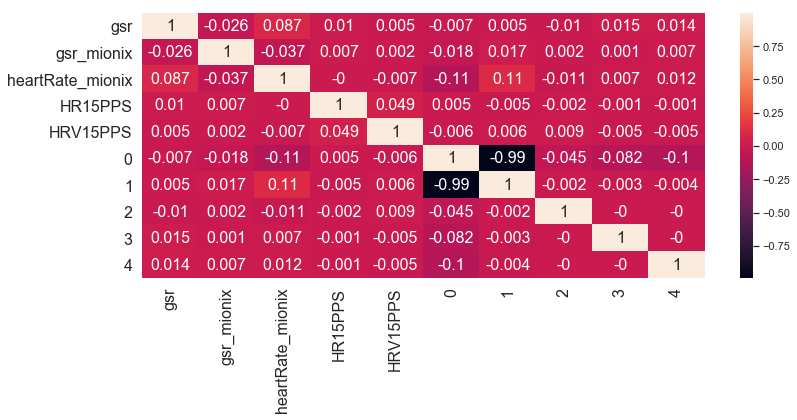 gsr 1 -0.026 0.087 0.01 0.005 -0.007 0.005 -0.01 0.015 0.014
gsr_mionix -0.026 1 -0.037 0.007 0.002 -0.018 0.017 0.002 0.001 0.007
heartRate_mionix 0.087 -0.037 1 -0 -0.007 -0.11 0.11 -0.011 0.007 0.012
HR15PPS 0.01 0.007 -0 1 0.049 0.005 -0.005 -0.002 -0.001 -0.001
HRV15PPS 0.005 0.002 -0.007 0.049 1 -0.006 0.006 0.009 -0.005 -0.005
0 -0.007 -0.018 -0.11 0.005 -0.006 1 -0.99 -0.045 -0.082 -0.1
1 0.005 0.017 0.11 -0.005 0.006 -0.99 1 -0.002 -0.003 -0.004
2 -0.01 0.002 -0.011 -0.002 0.009 -0.045 -0.002 1 -0 -0
3 0.015 0.001 0.007 -0.001 -0.005 -0.082 -0.003 -0 1 -0
4 0.014 0.007 0.012 -0.001 -0.005 -0.1 -0.004 -0 -0 1
gsr gsr_mionix heartRate_mionix HR15PPS HRV15PPS 0 1 2 3 4
0.75
0.50
0.25
0.00
-0.25
-0.50
-0.75